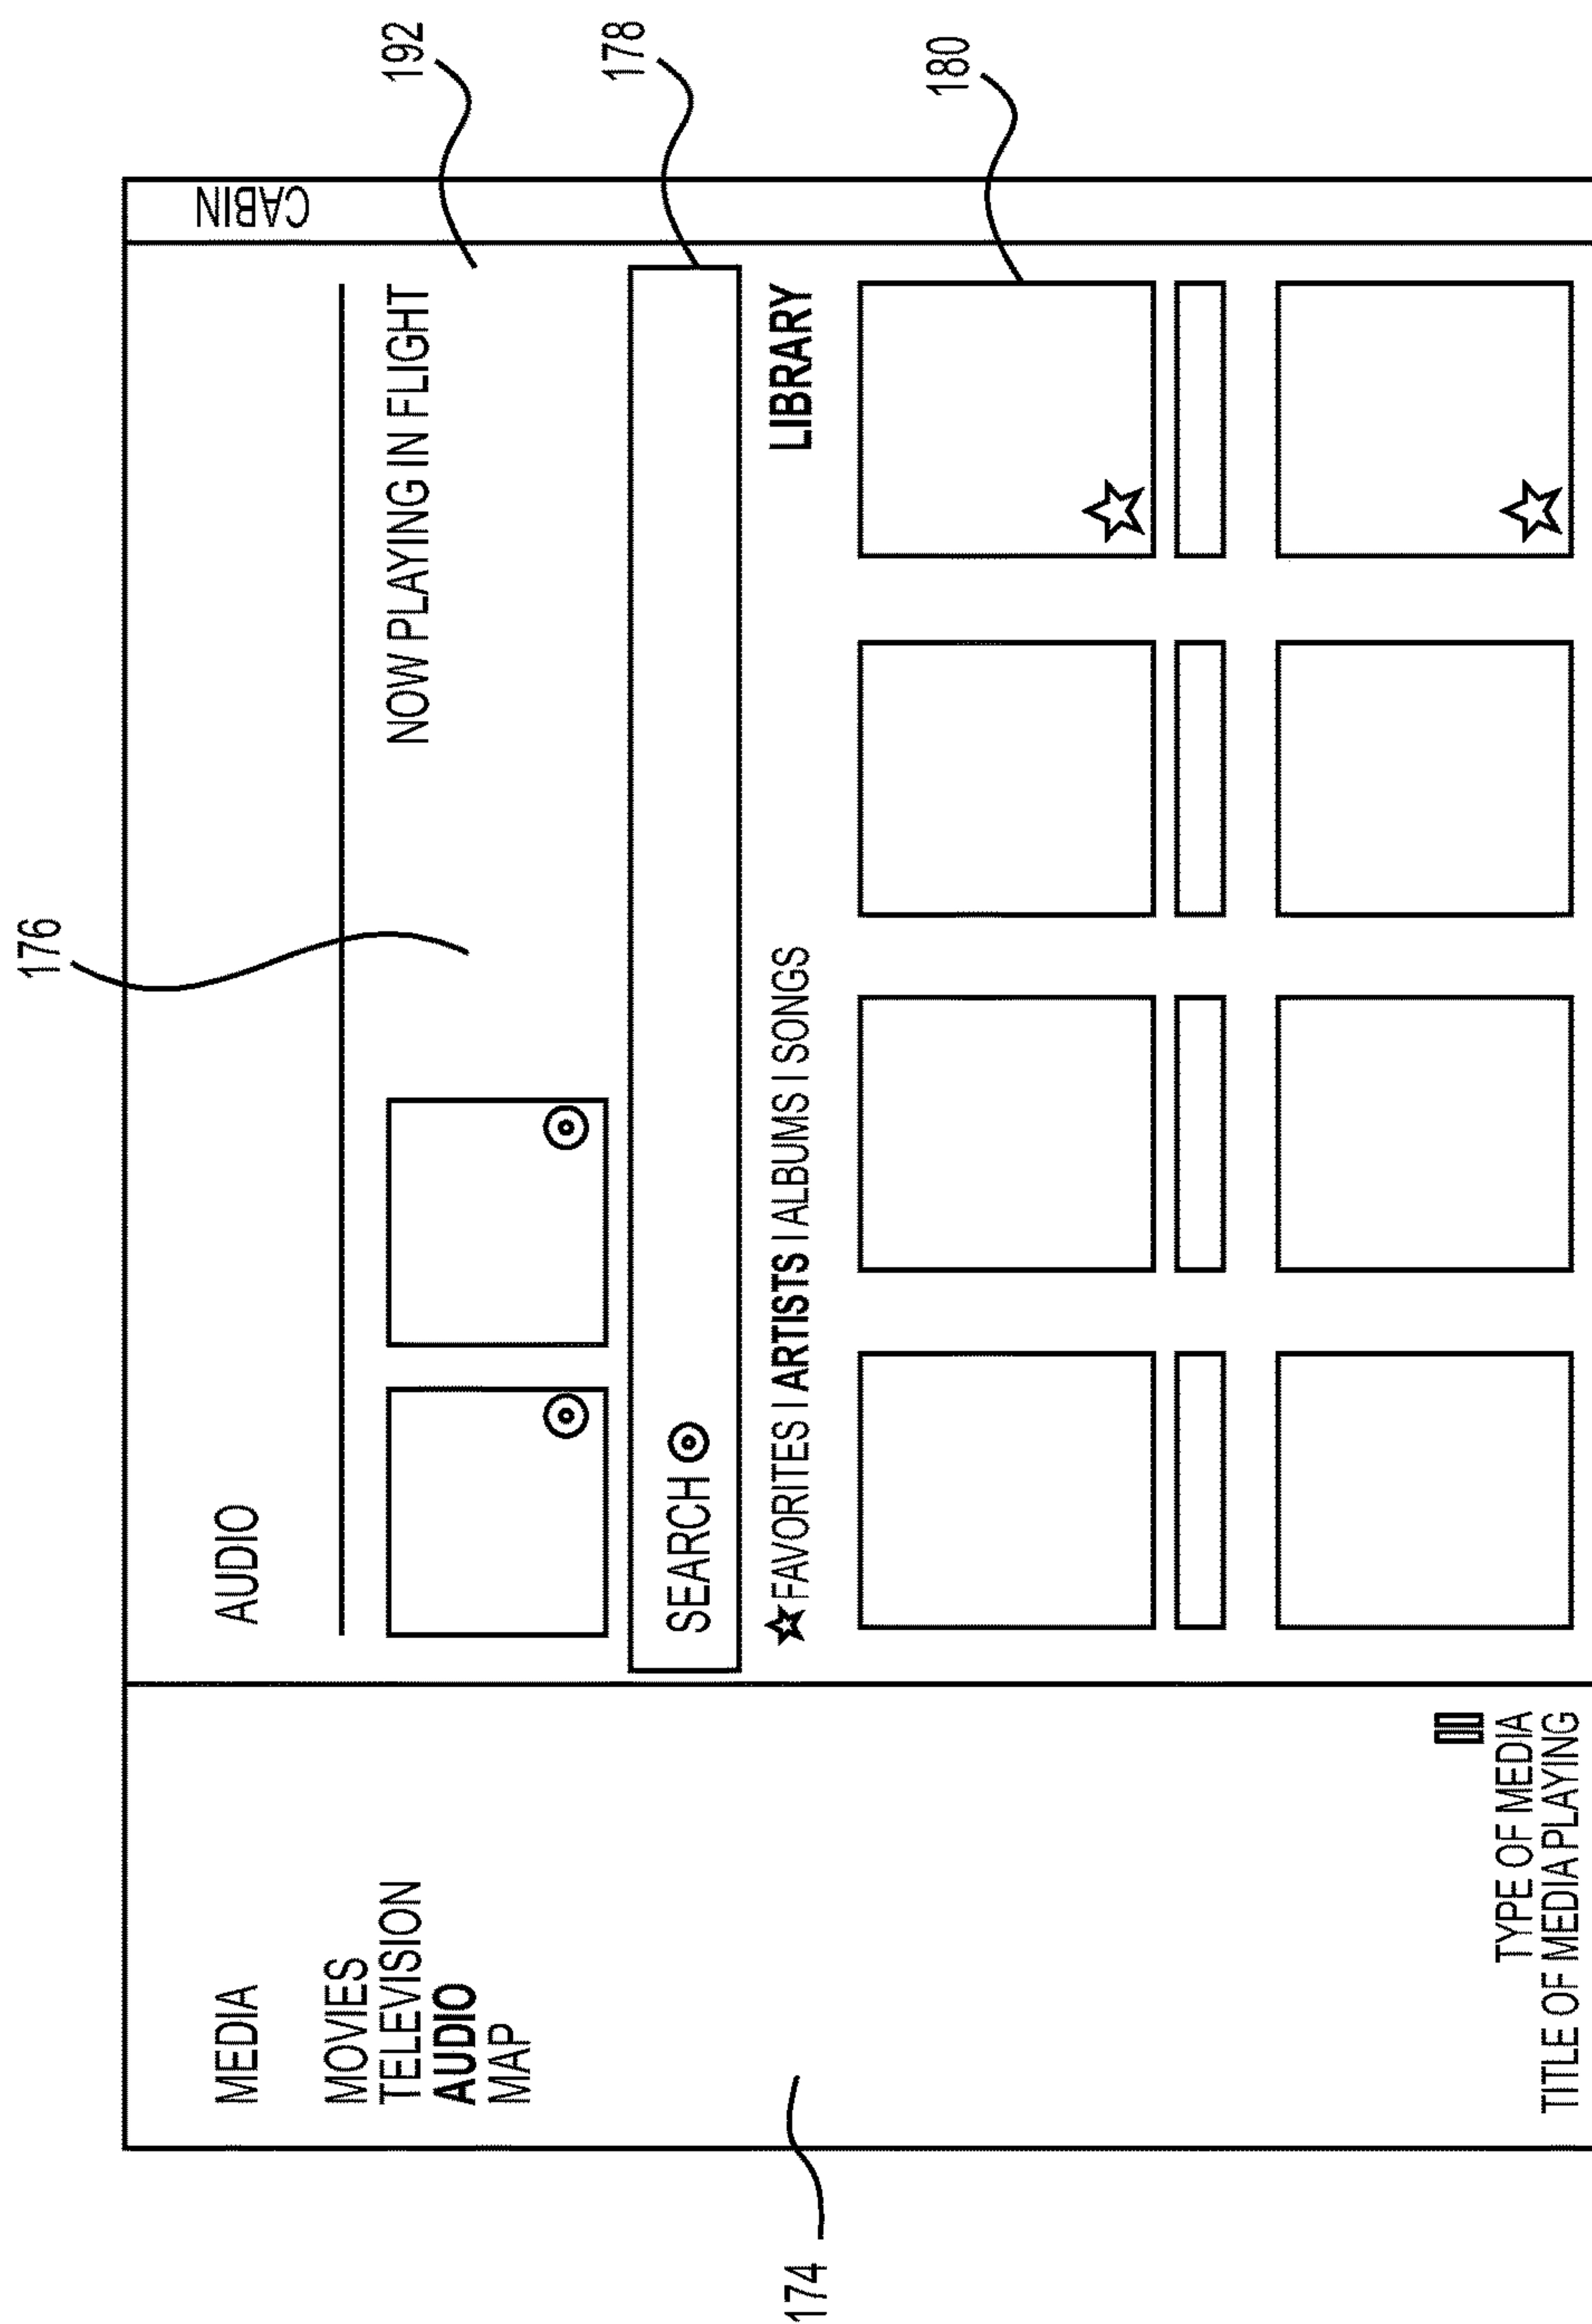 176
192
178
180
174
MEDIA
MOVIES
TELEVISION
AUDIO
MAP
TYPE OF MEDIA
TITLE OF MEDIA PLAYING
AUDIO
NOW PLAYING IN FLIGHT
SEARCH
FAVORITES | ARTISTS | ALBUMS | SONGS
LIBRARY
CABIN